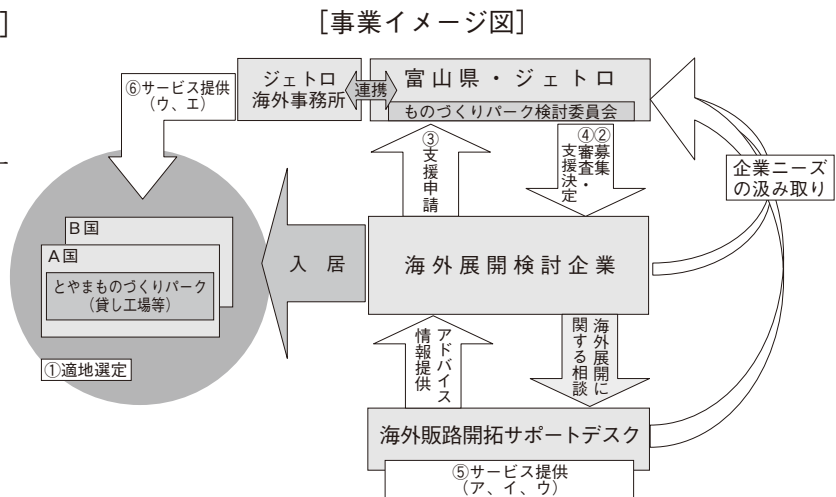 [事業イメージ図]
]
⑥サービス提供
(ウ、エ)
ジェトロ
海外事務所
連携
富山県・ジェトロ
ものづくりパーク検討委員会
③支援申請
②募集
④審査・
支援決定
企業ニーズ
の汲み取り
B国
A国
とやまものづくりパーク
(貸し工場等)
①適地選定
入 居
海外展開検討企業
アドバイス
情報提供
海外展開に
関する相談
海外販路開拓サポートデスク
⑤サービス提供
(ア、イ、ウ)